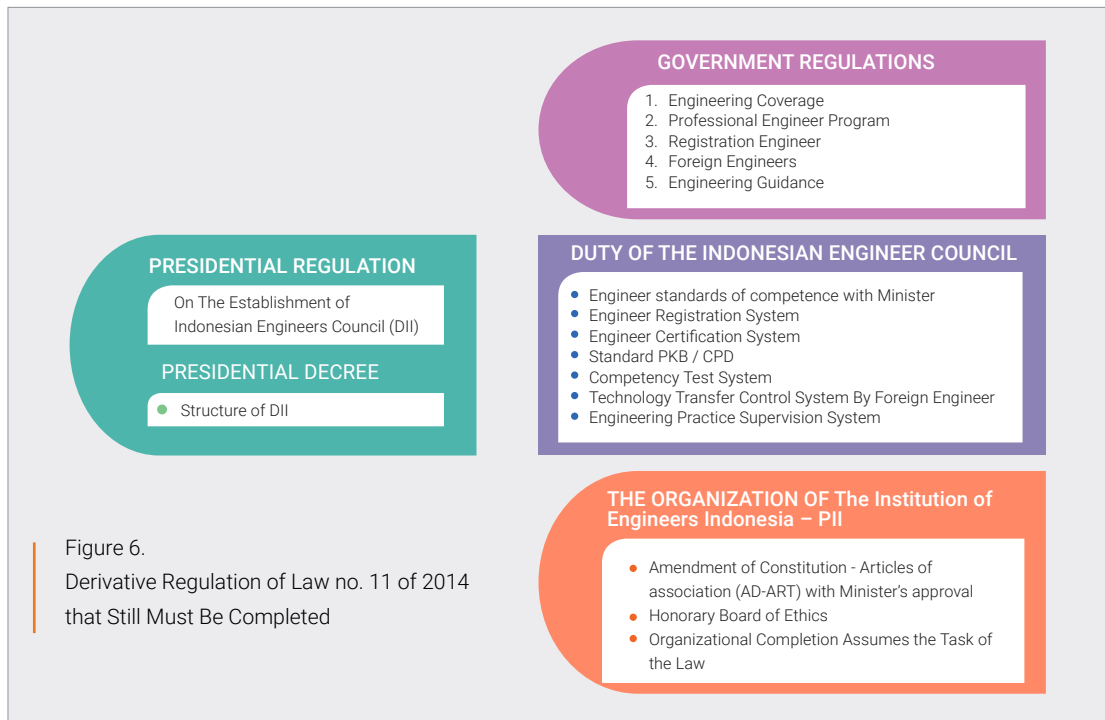 GOVERNMENT REGULATIONS
1. Engineering Coverage
2. Professional Engineer Program
3. Registration Engineer
4. Foreign Engineers
5. Engineering Guidance
PRESIDENTIAL REGULATION
On The Establishment of
Indonesian Engineers Council (DII)
PRESIDENTIAL DECREE
Structure of DII
DUTY OF THE INDONESIAN ENGINEER COUNCIL
Engineer standards of competence with Minister
Engineer Registration System
Engineer Certification System
Standard PKB / CPD
Competency Test System
Technology Transfer Control System By Foreign Engineer
Engineering Practice Supervision System
THE ORGANIZATION OF The Institution of
Engineers Indonesia – PII
Amendment of Constitution - Articles of
association (AD-ART) with Minister's approval
Honorary Board of Ethics
Organizational Completion Assumes the Task of
the Law
Figure 6.
Derivative Regulation of Law no. 11 of 2014
that Still Must Be Completed